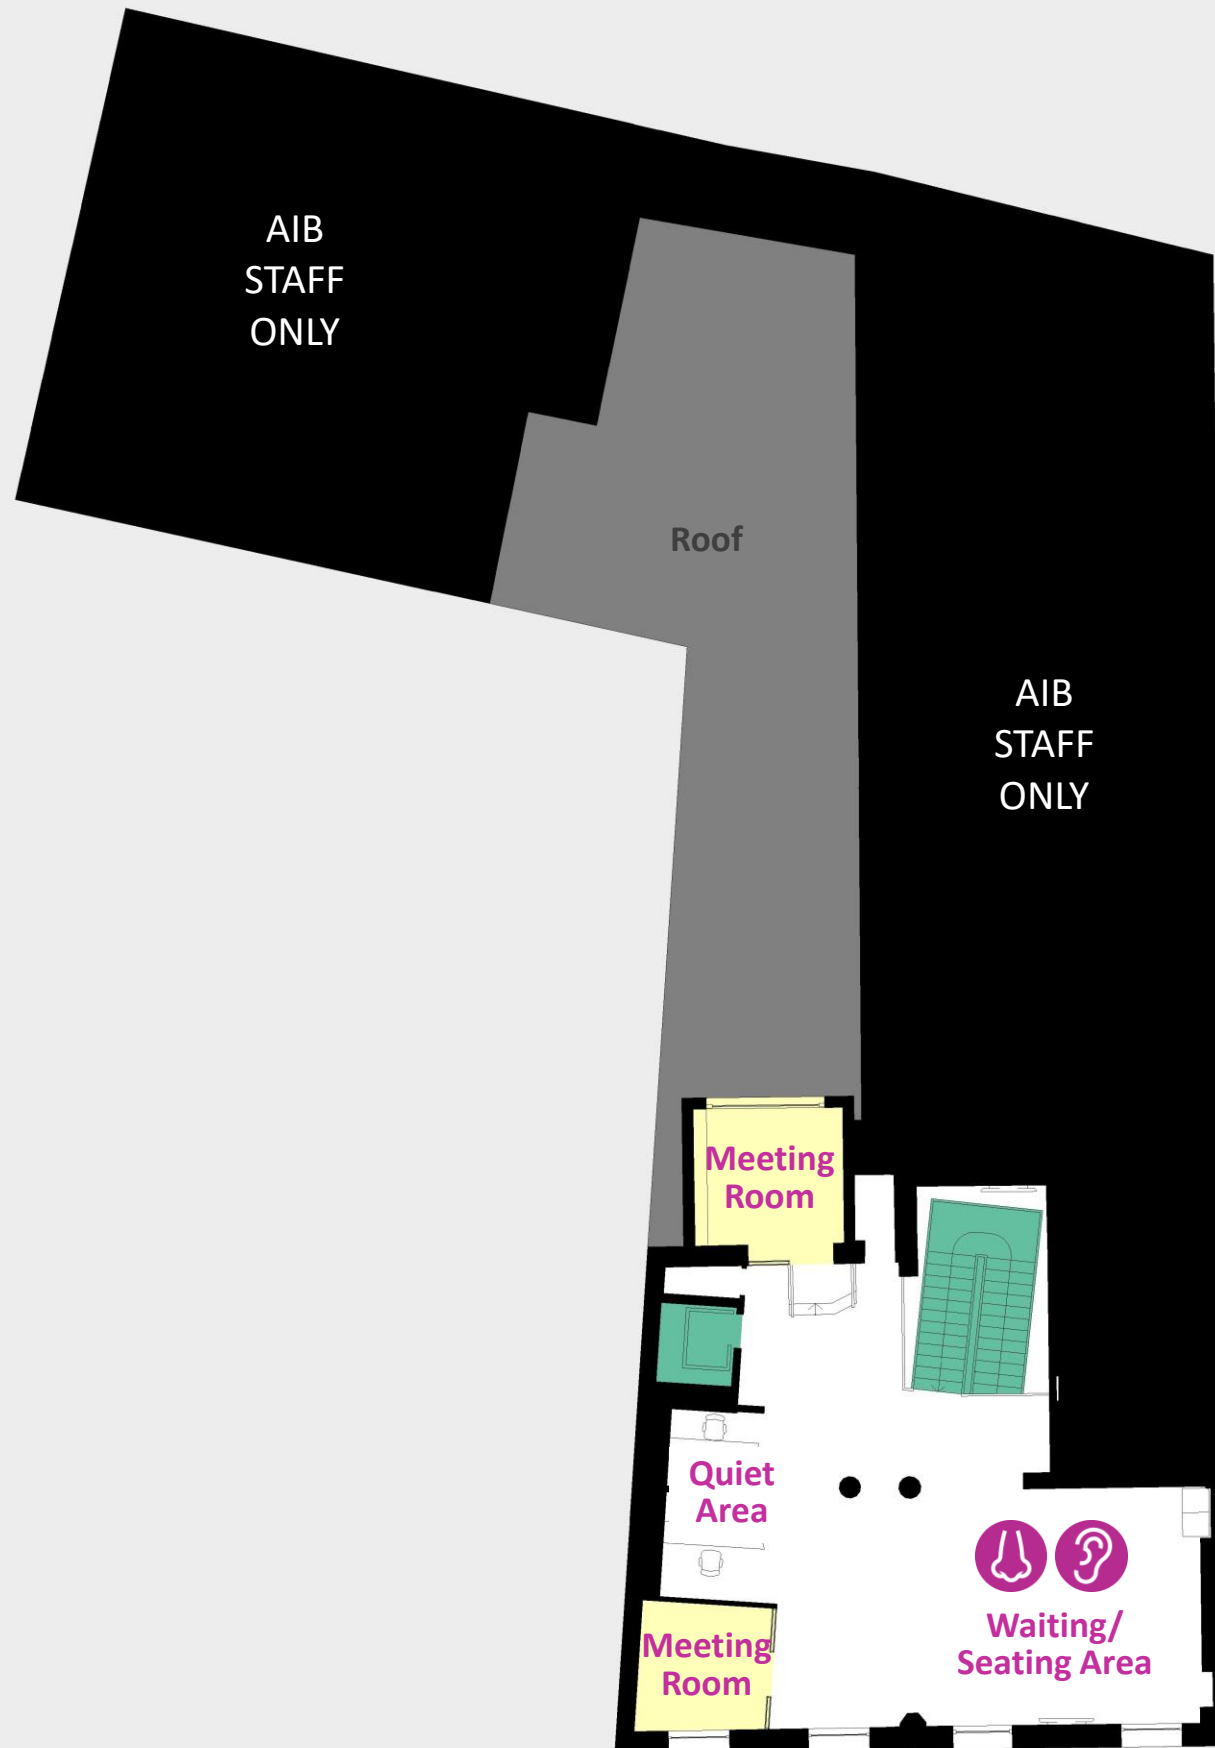 AIB
STAFF
ONLY
Roof
AIB
STAFF
ONLY
Meeting
Room
Quiet
Area
Waiting/
Seating Area
Meeting
Room